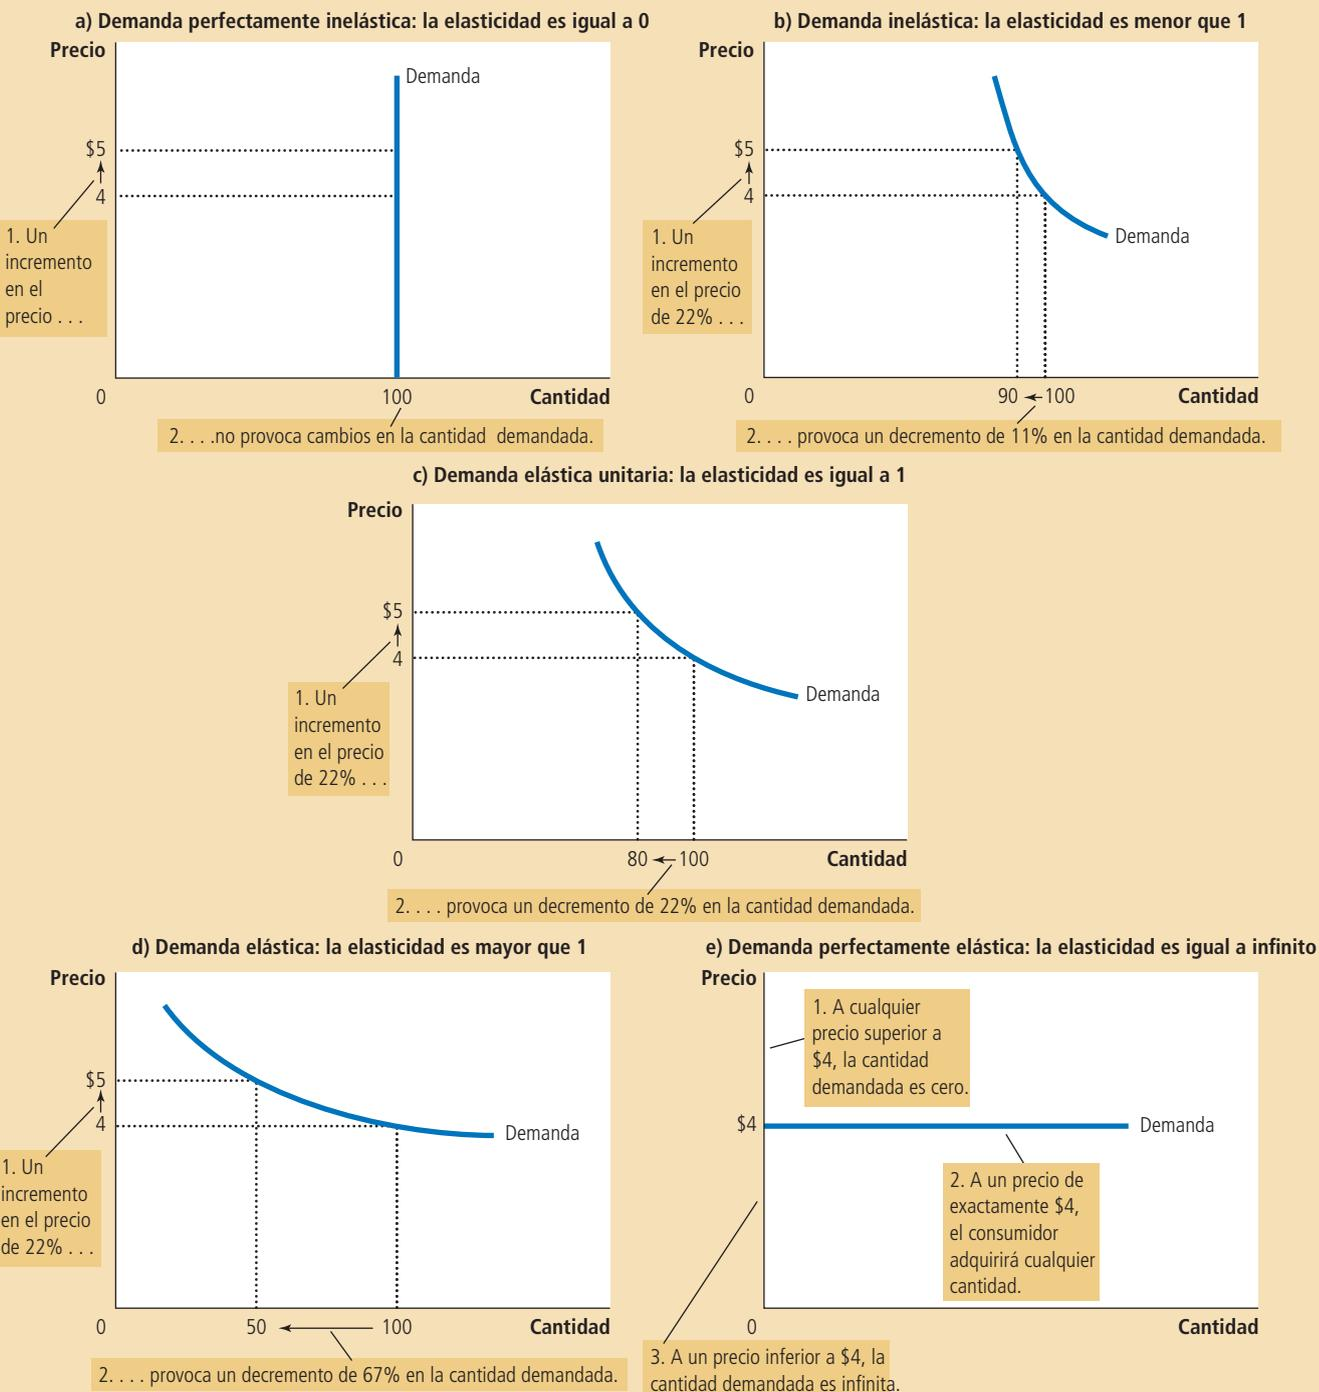 a) Demanda perfectamente inelástica: la elasticidad es igual a 0
Precio
Demanda
$5
4
1. Un
incremento
en el
precio . . .
0
100
Cantidad
2. . . .no provoca cambios en la cantidad demandada.
b) Demanda inelástica: la elasticidad es menor que 1
Precio
$5
4
Demanda
1. Un
incremento
en el precio
de 22% . . .
0
90
100
Cantidad
2. . . . provoca un decremento de 11% en la cantidad demandada.
c) Demanda elástica unitaria: la elasticidad es igual a 1
Precio
$5
4
Demanda
1. Un
incremento
en el precio
de 22% . . .
0
80
100
Cantidad
2. . . . provoca un decremento de 22% en la cantidad demandada.
d) Demanda elástica: la elasticidad es mayor que 1
Precio
$5
4
Demanda
1. Un
incremento
en el precio
de 22% . . .
0
50
100
Cantidad
2. . . . provoca un decremento de 67% en la cantidad demandada.
e) Demanda perfectamente elástica: la elasticidad es igual a infinito
Precio
1. A cualquier
precio superior a
$4, la cantidad
demandada es cero.
$4
Demanda
2. A un precio de
exactamente $4,
el consumidor
adquirirá cualquier
cantidad.
0
Cantidad
3. A un precio inferior a $4, la
cantidad demandada es infinita.